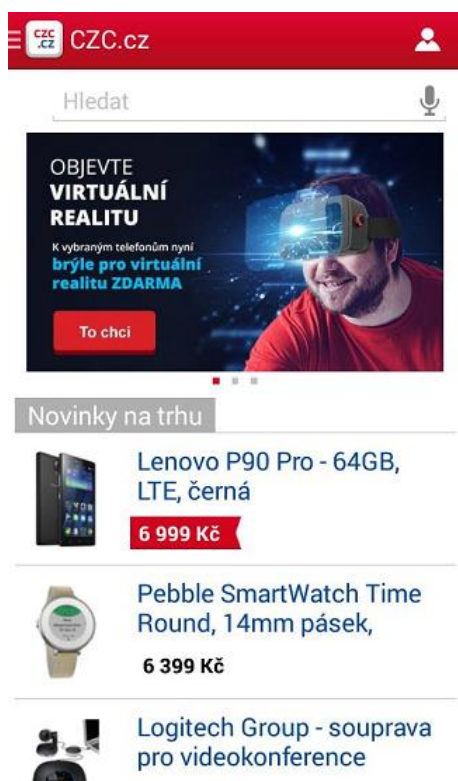 CZC
.CZ
CZC.cz
Hledat
OBJEVTE
VIRTUÁLNÍ
REALITU
K vybraným telefonům nyní
brýle pro virtuální
realitu ZDARMA
To chci
Novinky na trhu
Lenovo P90 Pro - 64GB,
LTE, černá
6 999 Kč
Pebble SmartWatch Time
Round, 14mm pásek,
6 399 Kč
Logitech Group - souprava
pro videokonference